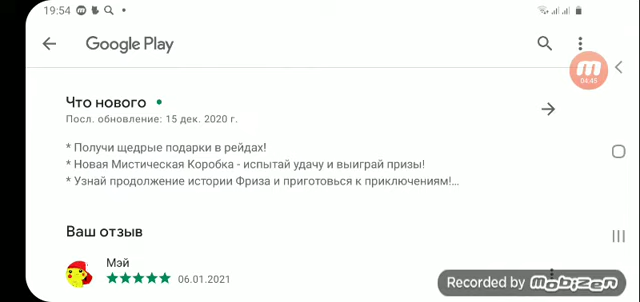 19:54
Google Play
04:45
Что нового
Посл. обновление: 15 дек. 2020 г.
* Получи щедрые подарки в рейдах!
* Новая Мистическая Коробка - испытай удачу и выиграй призы!
* Узнай продолжение истории Фриза и приготовься к приключениям!...
Ваш отзыв
Мэй
06.01.2021
Recorded by mobizen